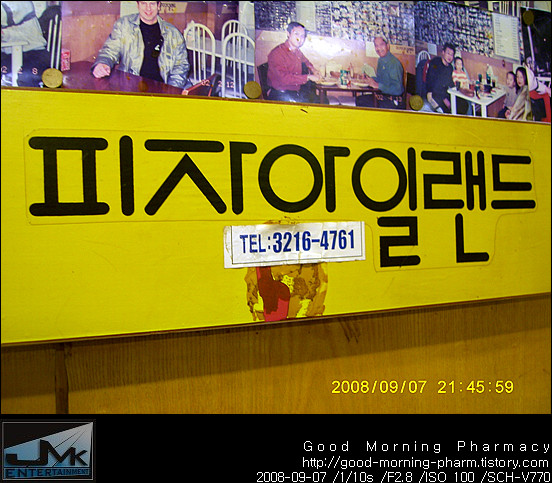 피자아일랜드
TEL:3216-4761
2008/09/07 21:45:59
JMK
ENTERTAINMENT
Good Morning Pharmacy
http://good-morning-pharm.tistory.com
2008-09-07 /1/10s /F2.8 /ISO 100 /SCH-V770